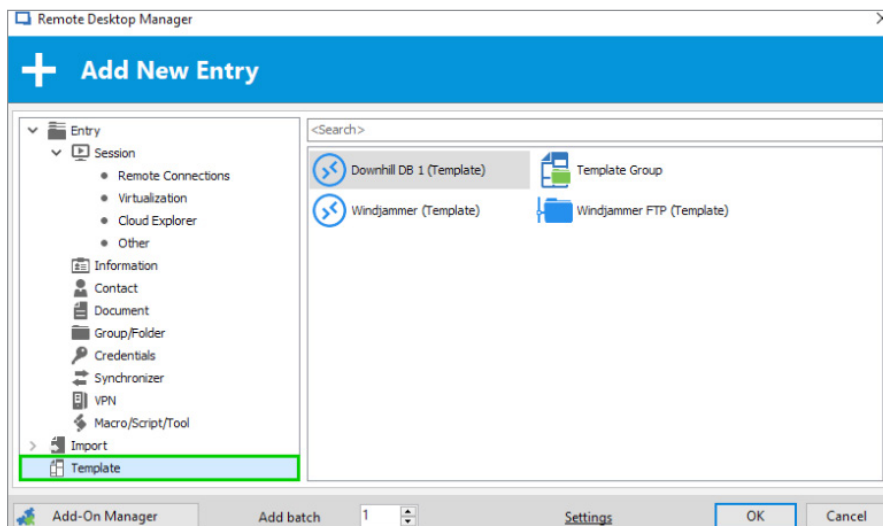 Remote Desktop Manager
Add New Entry
Entry
Session
Remote Connections
Virtualization
Cloud Explorer
Other
Information
Contact
Document
Group/Folder
Credentials
Synchronizer
VPN
Macro/Script/Tool
Import
Template
<Search>
Downhill DB 1 (Template)
Template Group
Windjammer (Template)
Windjammer FTP (Template)
Add-On Manager
Add batch
1
Settings
OK
Cancel